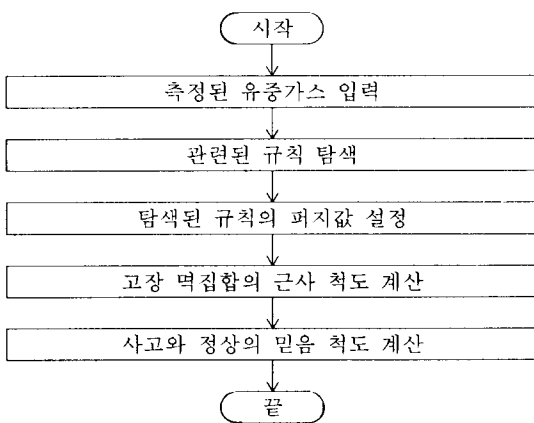 시작
측정된 유중가스 입력
관련된 규칙 탐색
탐색된 규칙의 퍼지값 설정
고장 멱집합의 근사 척도 계산
사고와 정상의 믿음 척도 계산
끝